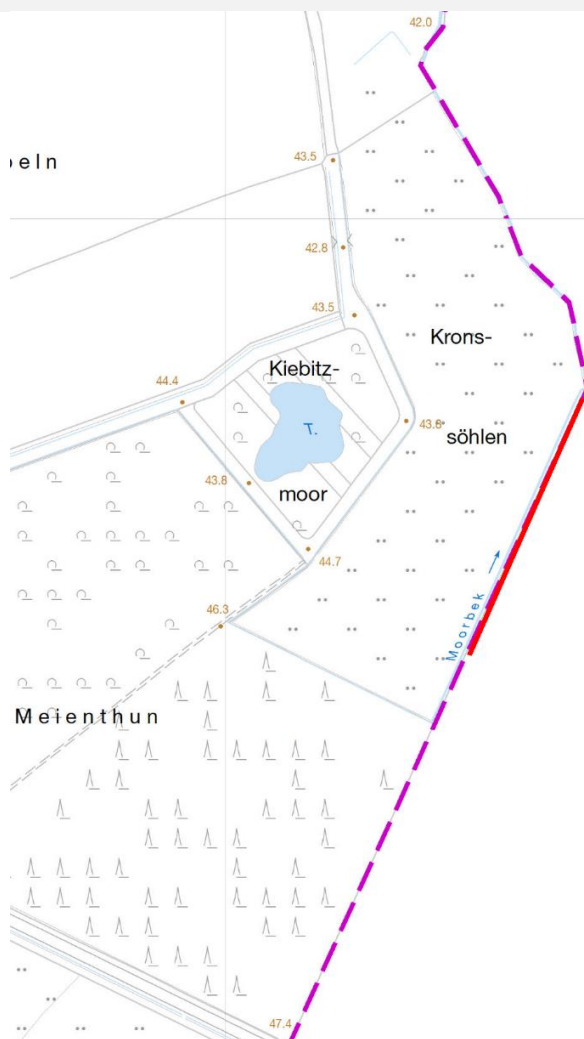 42.0
43.5
eln
42.8
43.5
Krons-
Kiebitz-
44.4
T.
43.6
söhlen
43.8
moor
44.7
Moorbek
46.3
Meienthun
47.4